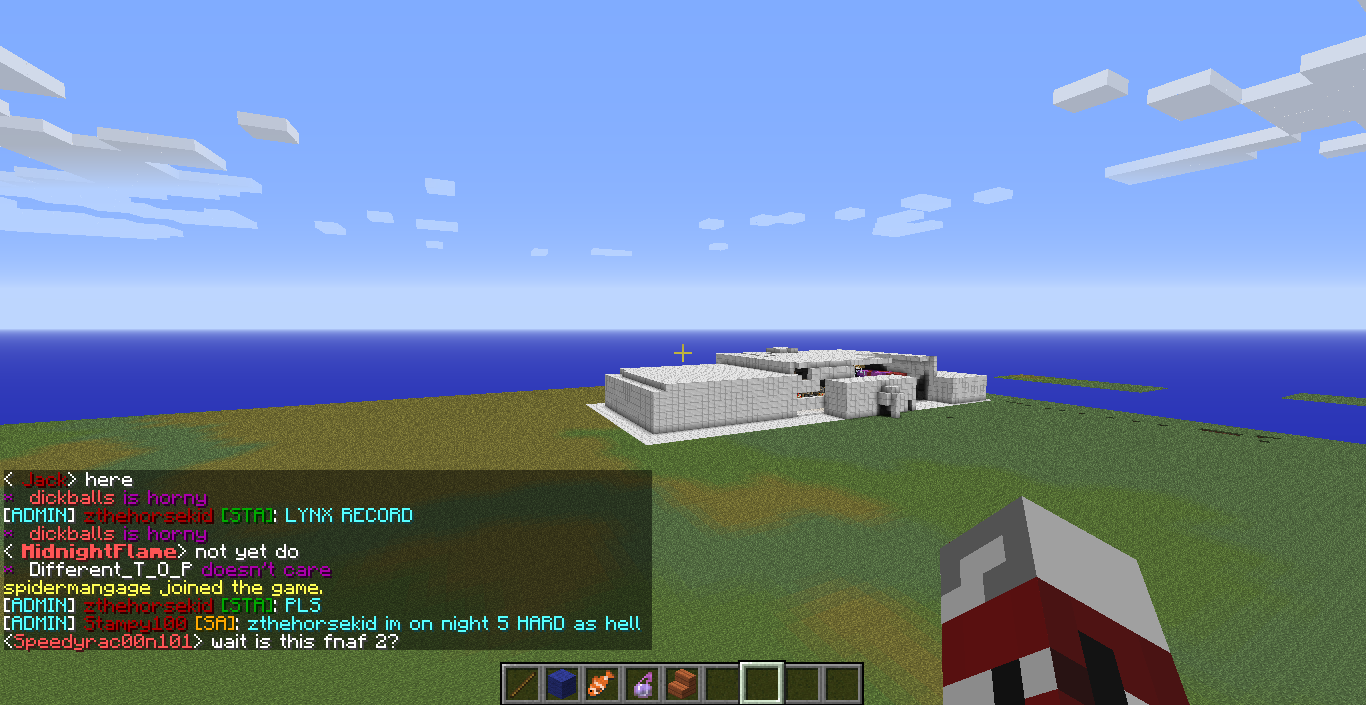 < Jack> here
* dickballs is horny
[ADMIN] zthehorsekid [STA]: LYNX RECORD
* dickballs is horny
< MidnightFlame> not yet do
* Different_T_O_P doesn't care
spidermangage joined the game.
[ADMIN] zthehorsekid [STA]: PLS
[ADMIN] Stampy100 [SA]: zthehorsekid im on night 5 HARD as hell
<Speedyrac00n101> wait is this fnaf 2?